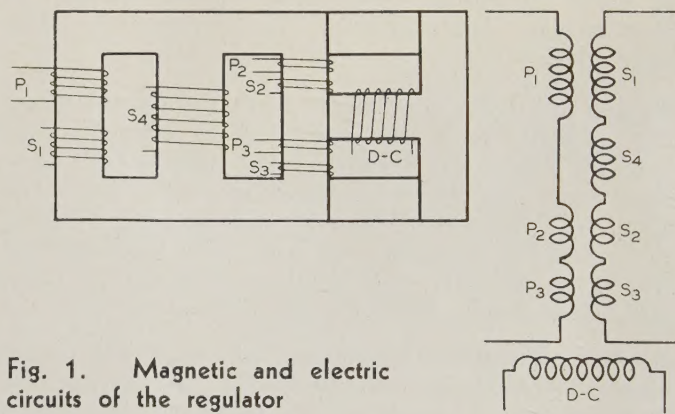 P1
S1
S4
P2
S2
P3
S3
D-C
P1
S1
S4
P2
S2
P3
S3
D-C
Fig. 1. Magnetic and electric
circuits of the regulator